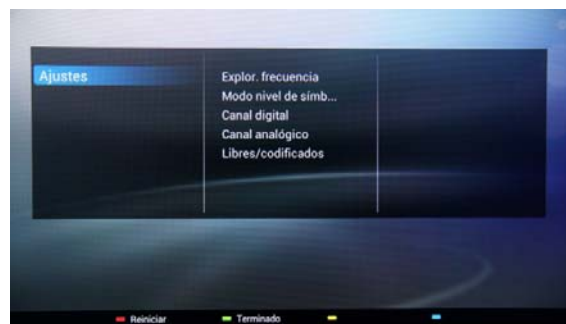 Ajustes
Explor. frecuencia
Modo nivel de símb...
Canal digital
Canal analógico
Libres/codificados
Reiniciar
Terminado